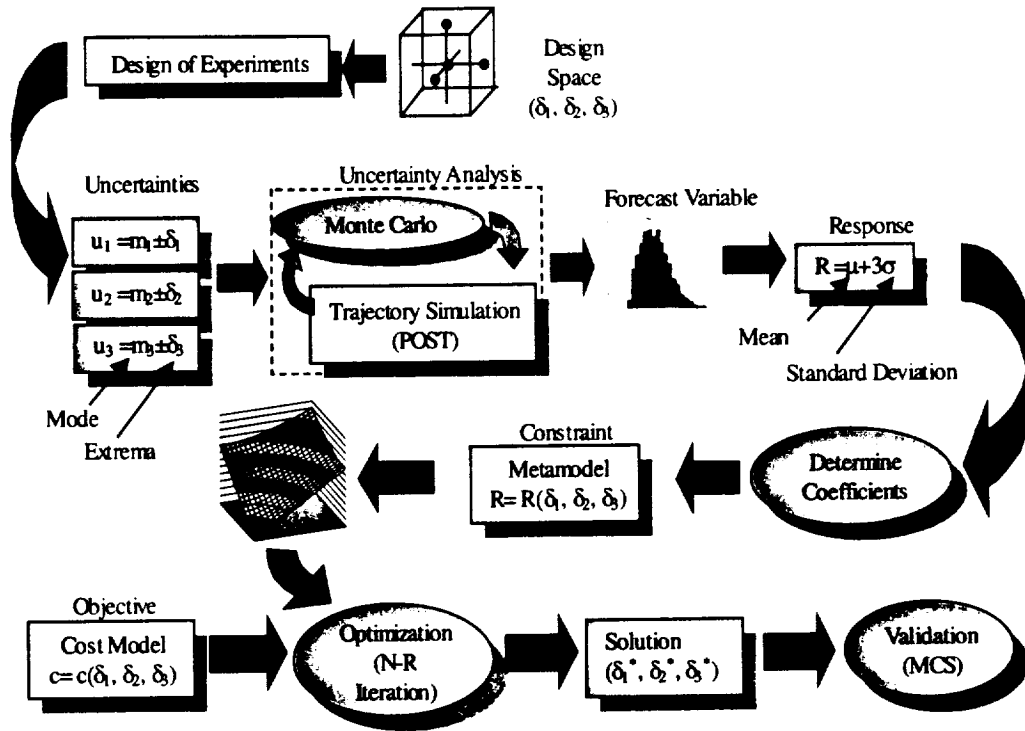 Design of Experiments
Design
Space
(δ₁, δ₂, δ₃)
Uncertainties
u₁ =m₁±δ₁
u₂ =m₂±δ₂
u₃ =m₃±δ₃
Mode
Extrema
Uncertainty Analysis
Monte Carlo
Trajectory Simulation
(POST)
Forecast Variable
Response
R =μ+3σ
Mean
Standard Deviation
Determine
Coefficients
Constraint
Metamodel
R= R(δ₁, δ₂, δ₃)
Objective
Cost Model
c= c(δ₁, δ₂, δ₃)
Optimization
(N-R
Iteration)
Solution
(δ₁*, δ₂*, δ₃*)
Validation
(MCS)